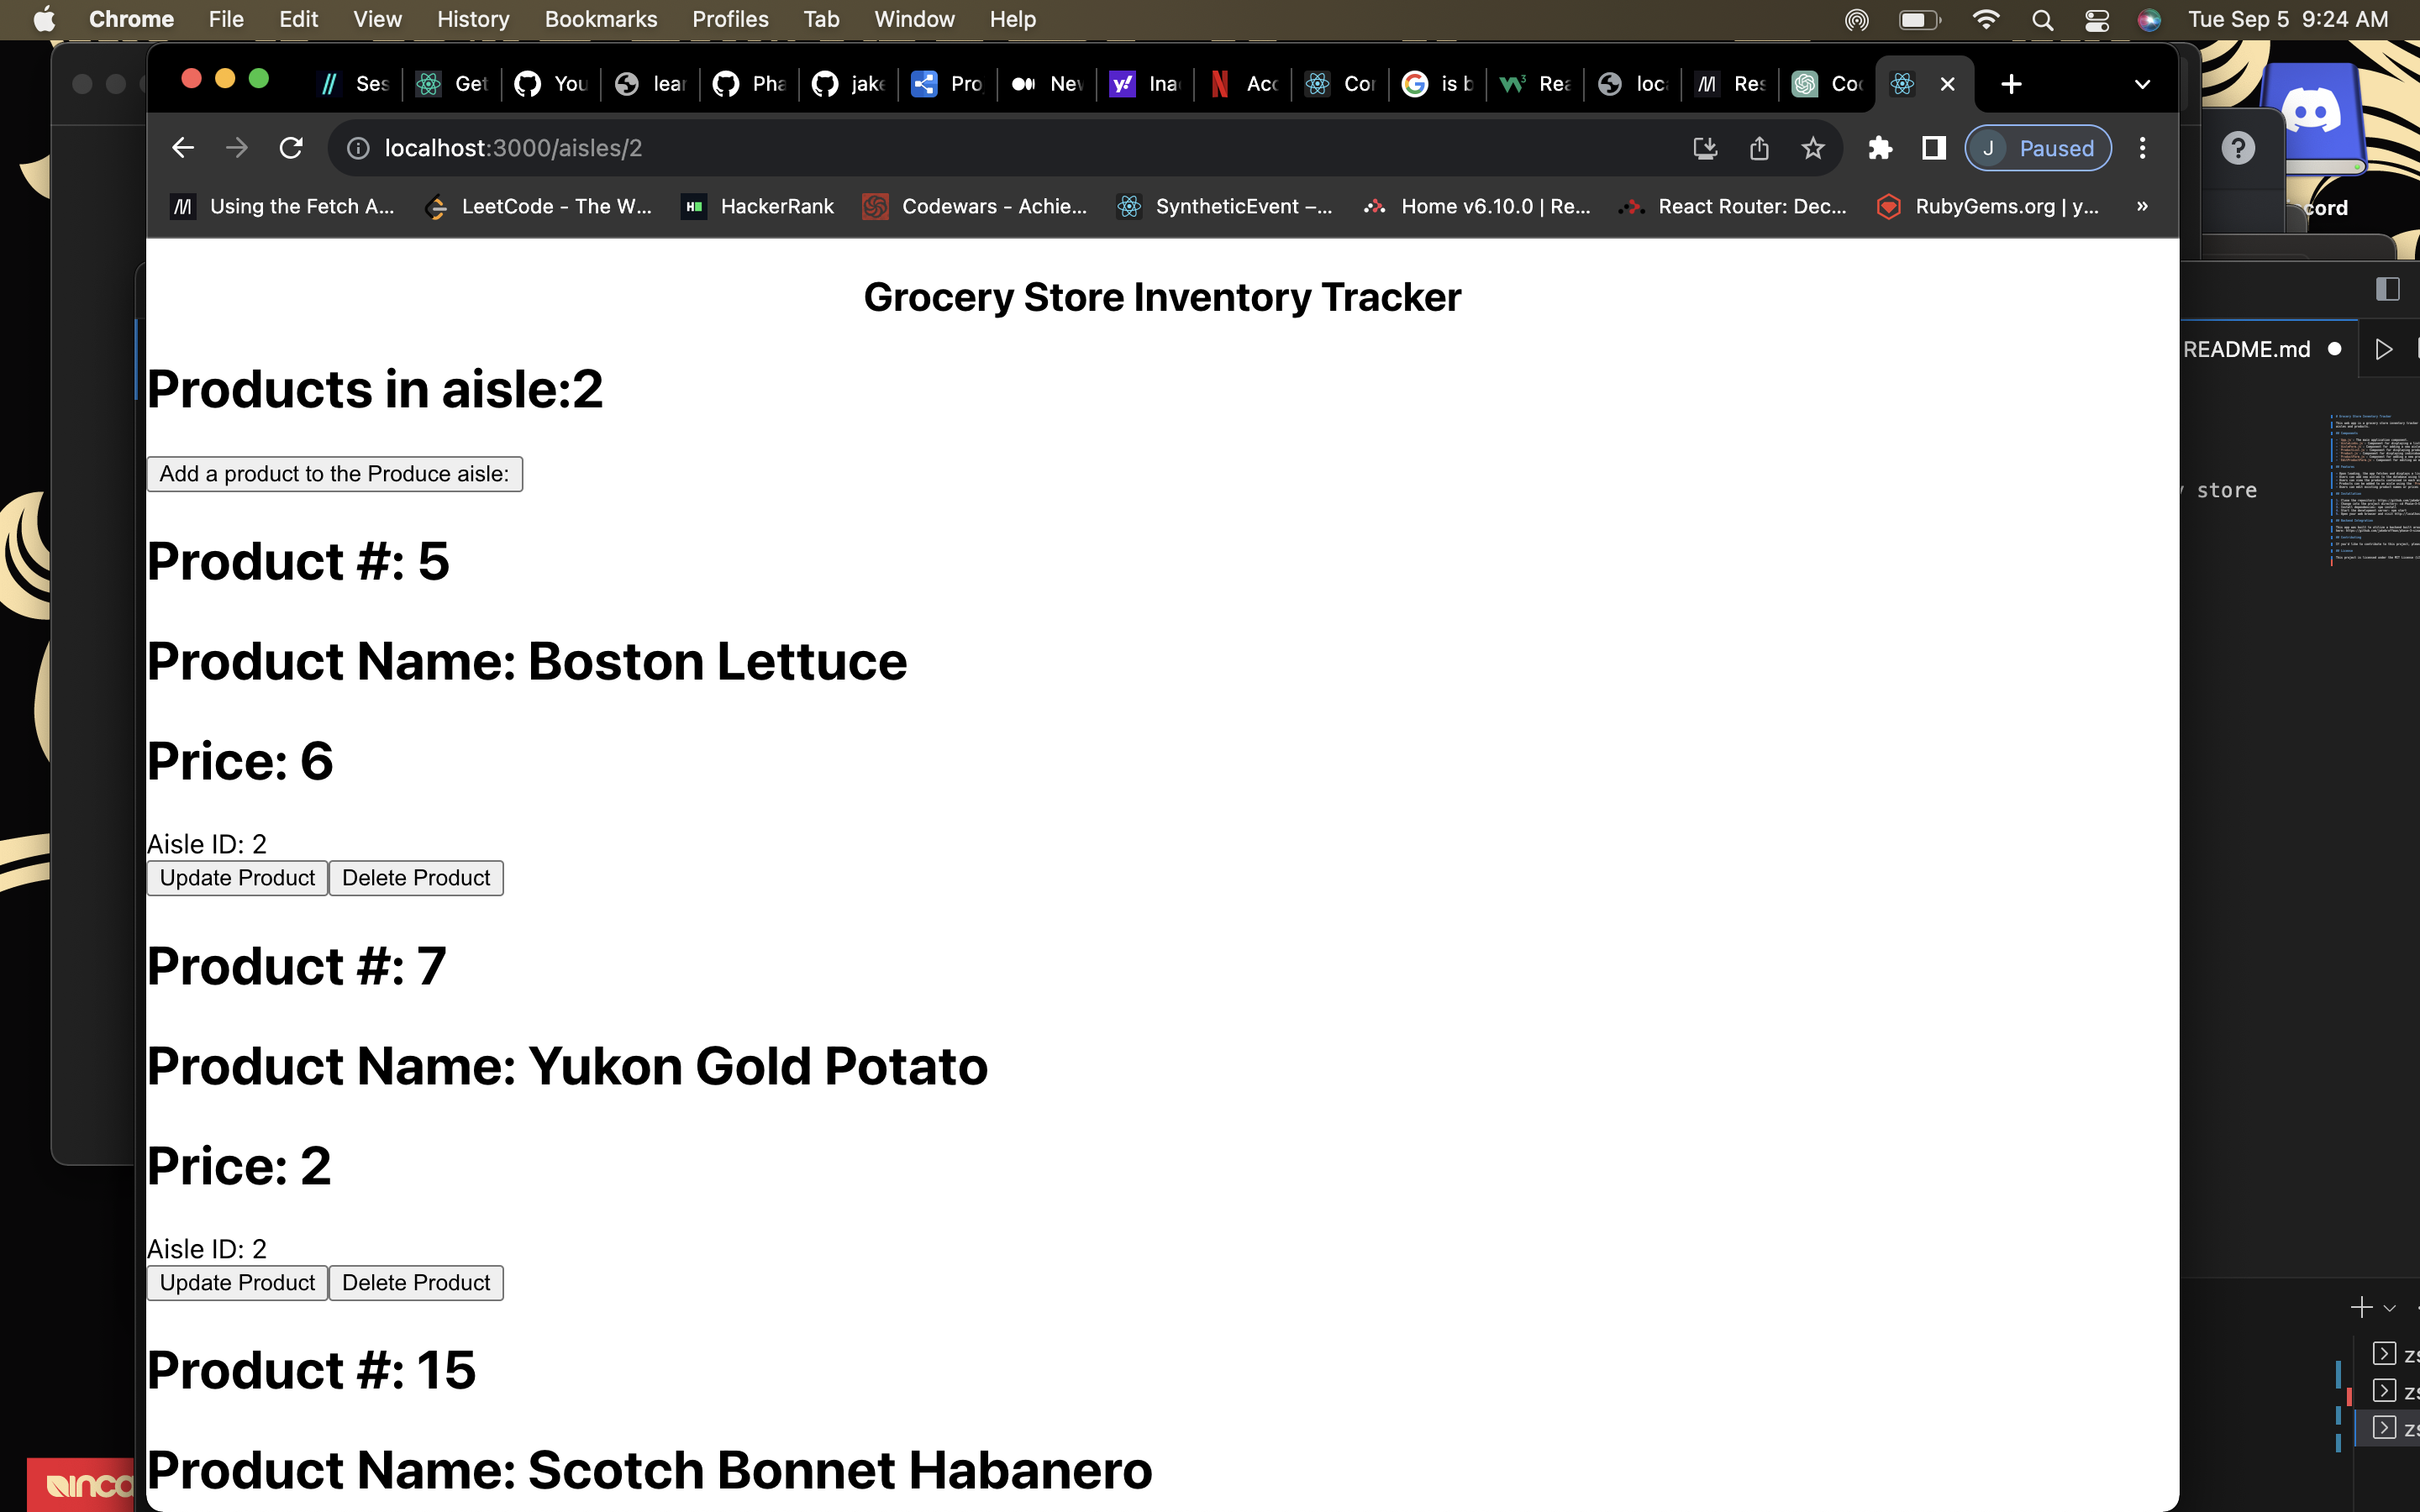 Chrome File Edit View History Bookmarks Profiles Tab Window Help Tue Sep 5 9:24 AM
Ses Get You lear Pha jake Pro Nev Ina Acc Cor is b Rea loc Res Coc
localhost:3000/aisles/2 J Paused
Using the Fetch A... LeetCode - The W... HackerRank Codewars - Achie... SyntheticEvent –... Home v6.10.0 | Re... React Router: Dec... RubyGems.org | y... »
cord
Grocery Store Inventory Tracker
README.md
Products in aisle:2
Add a product to the Produce aisle:
store
Product #: 5
Product Name: Boston Lettuce
Price: 6
Aisle ID: 2
Update Product Delete Product
Product #: 7
Product Name: Yukon Gold Potato
Price: 2
Aisle ID: 2
Update Product Delete Product
Product #: 15
Product Name: Scotch Bonnet Habanero